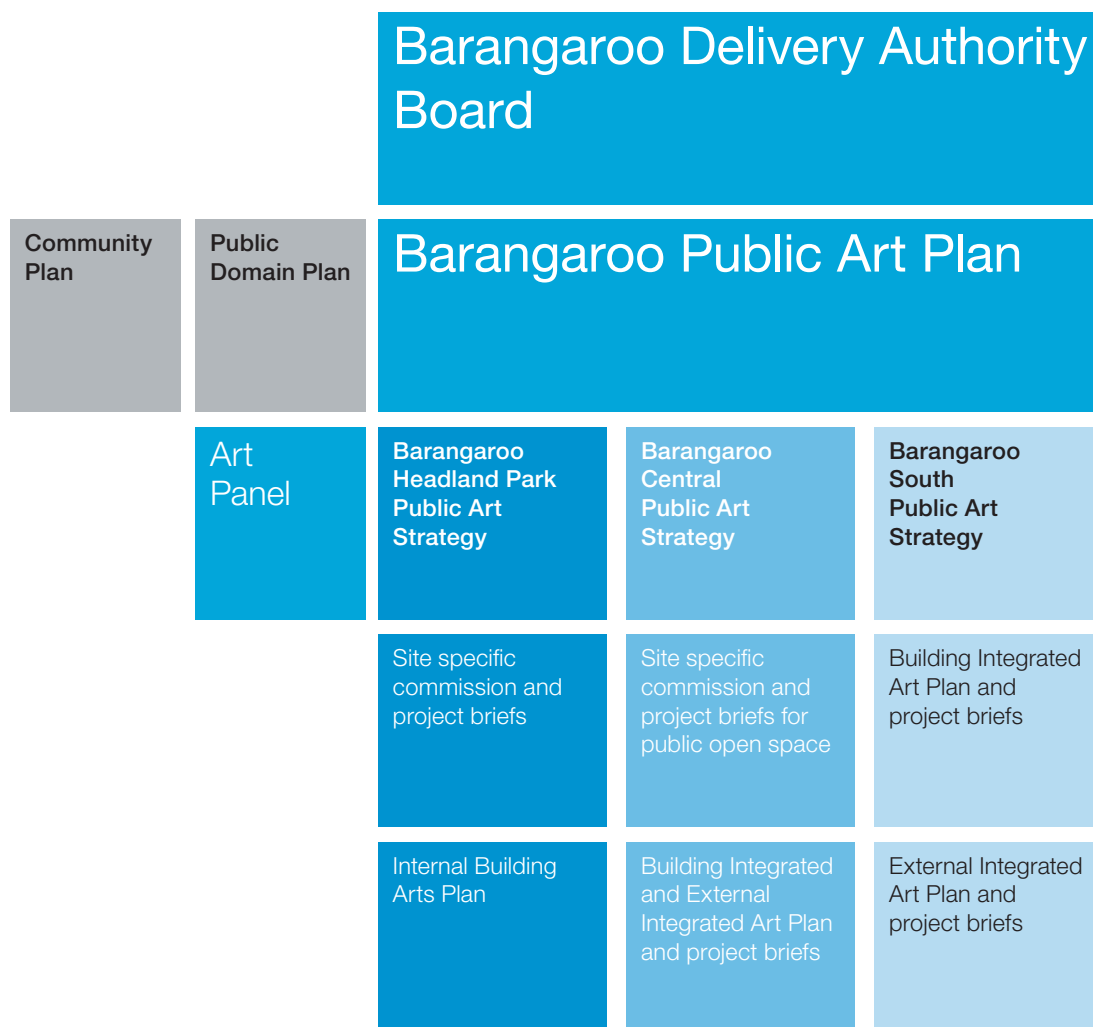 Barangaroo Delivery Authority
Board
Community
Plan
Public
Domain Plan
Barangaroo Public Art Plan
Art
Panel
Barangaroo
Headland Park
Public Art
Strategy
Barangaroo
Central
Public Art
Strategy
Barangaroo
South
Public Art
Strategy
Site specific
commission and
project briefs
Site specific
commission and
project briefs for
public open space
Building Integrated
Art Plan and
project briefs
Internal Building
Arts Plan
Building Integrated
and External
Integrated Art Plan
and project briefs
External Integrated
Art Plan and
project briefs